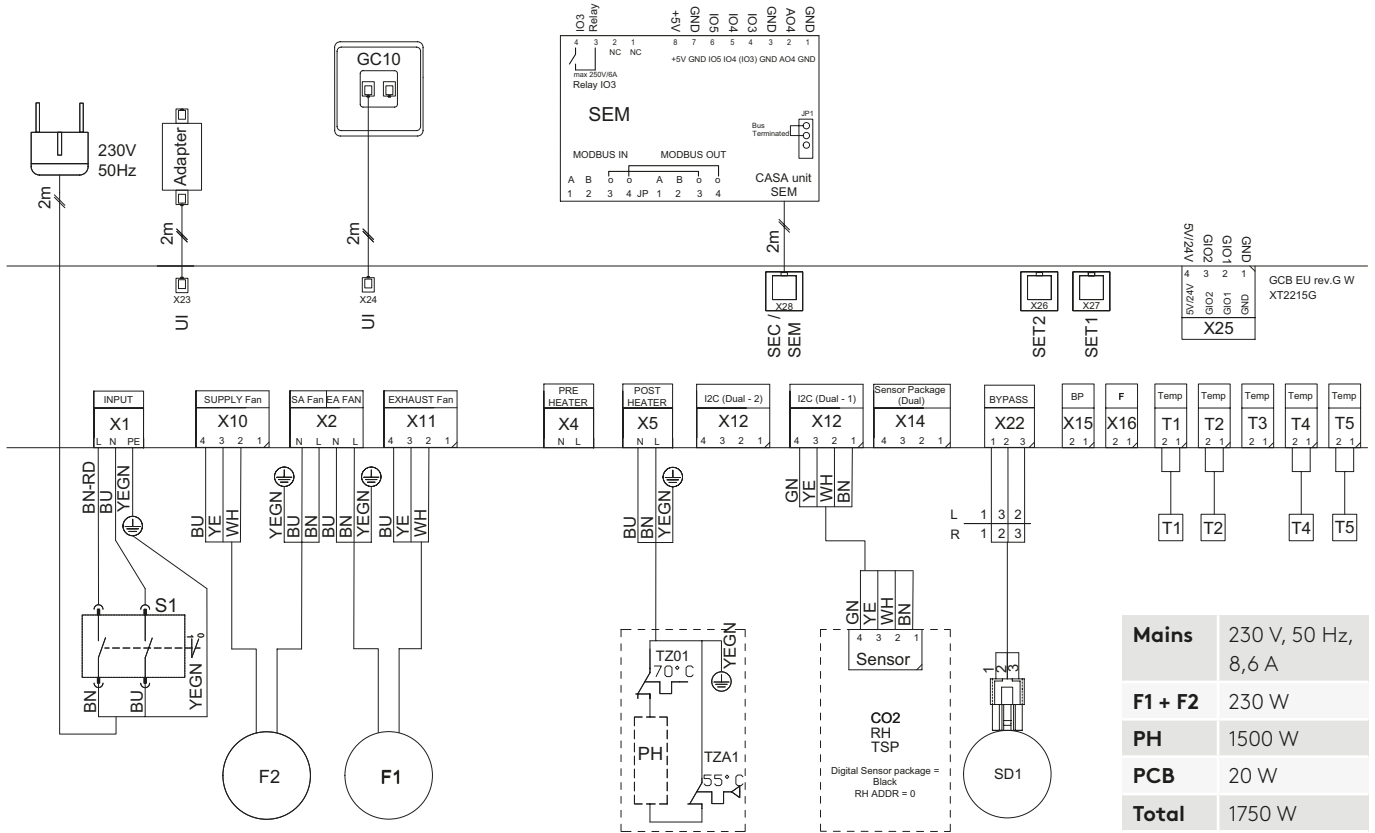 IO3
Relay
4 3 2 1
NC NC
max 250V/6A
Relay IO3
+5V GND IO5 IO4 IO3 GND AO4 GND
8 7 6 5 4 3 2 1
+5V GND IO5 IO4 (IO3) GND AO4 GND
SEM
JP1
Bus
Terminated
MODBUS IN MODBUS OUT
A B o o A B o o
1 2 3 4 JP 1 2 3 4
CASA unit
SEM
GC10
230V
50Hz
Adapter
2m
2m
2m
2m
X23
UI
X24
UI
X28
SEC /
SEM
X26
SET2
X27
SET1
5V/24V GIO2 GIO1 GND
4 3 2 1
5V/24V GIO2 GIO1 GND
X25
GCB EU rev.G W
XT2215G
INPUT
X1
L N PE
SUPPLY Fan
X10
4 3 2 1
SA Fan EA FAN
X2
N L N L
EXHAUST Fan
X11
4 3 2 1
PRE
HEATER
X4
N L
POST
HEATER
X5
N L
I2C (Dual - 2)
X12
4 3 2 1
I2C (Dual - 1)
X12
4 3 2 1
Sensor Package
(Dual)
X14
4 3 2 1
BYPASS
X22
1 2 3
BP
X15
2 1
F
X16
2 1
Temp
T1
2 1
Temp
T2
2 1
Temp
T3
2 1
Temp
T4
2 1
Temp
T5
2 1
BN-RD
BU
YEGN
BU
YE
WH
YEGN
BU
BN
BU
BN
YEGN
BU
YE
WH
BU
BN
YEGN
GN
YE
WH
BN
L 1 3 2
R 1 2 3
T1
T2
T4
T5
S1
1 0
BN
BU
YEGN
F2
F1
TZ01
70° C
YEGN
PH
TZA1
55° C
GN
YE
WH
BN
4 3 2 1
Sensor
CO2
RH
TSP
Digital Sensor package =
Black
RH ADDR = 0
1
2
3
SD1
Mains 230 V, 50 Hz,
8,6 A
F1 + F2 230 W
PH 1500 W
PCB 20 W
Total 1750 W